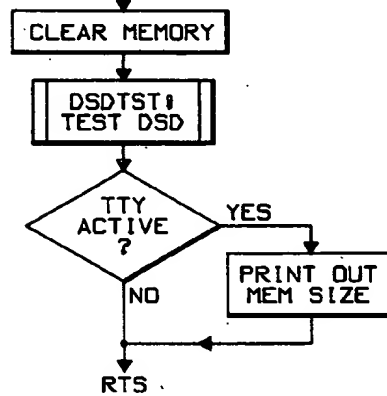 CLEAR MEMORY
DSDTST:
TEST DSD
TTY
ACTIVE
?
YES
PRINT OUT
MEM SIZE
NO
RTS